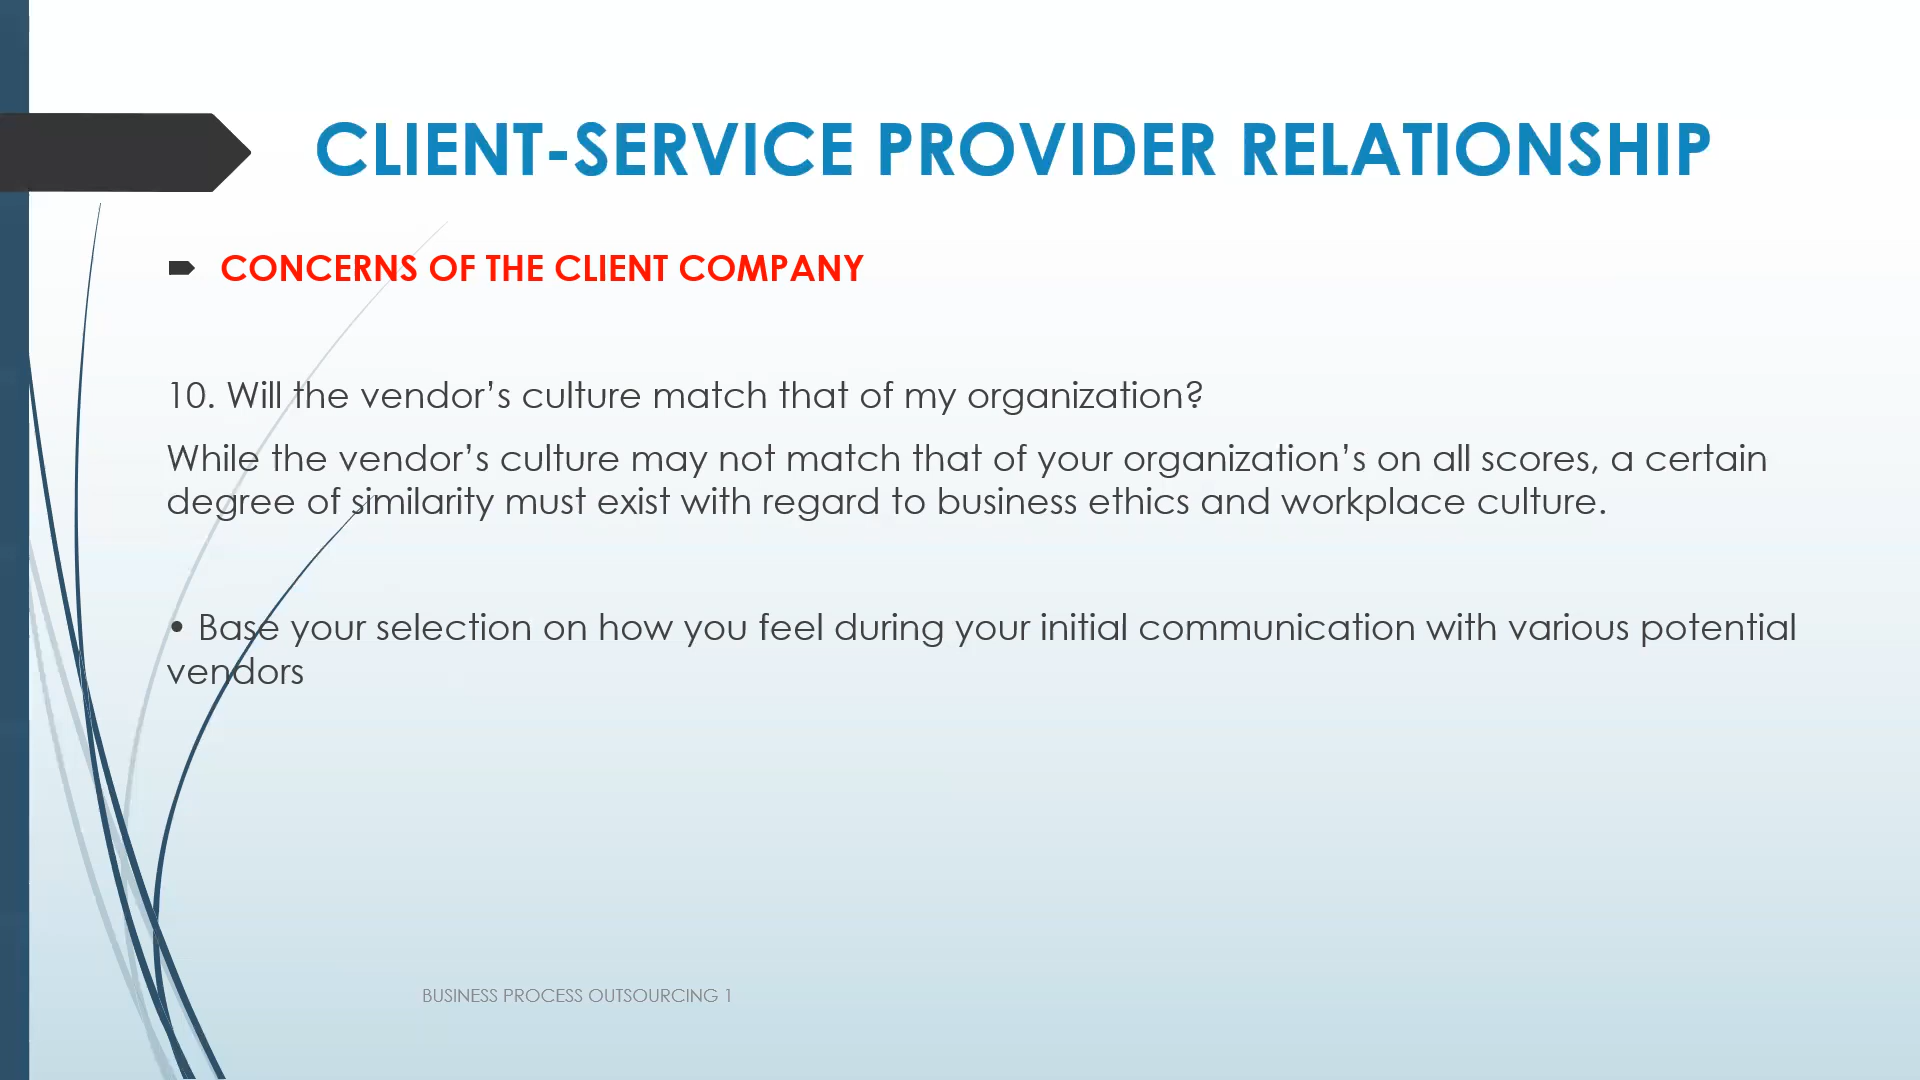 CLIENT-SERVICE PROVIDER RELATIONSHIP
CONCERNS OF THE CLIENT COMPANY
10. Will the vendor’s culture match that of my organization?
While the vendor’s culture may not match that of your organization’s on all scores, a certain
degree of similarity must exist with regard to business ethics and workplace culture.
• Base your selection on how you feel during your initial communication with various potential
vendors
BUSINESS PROCESS OUTSOURCING 1